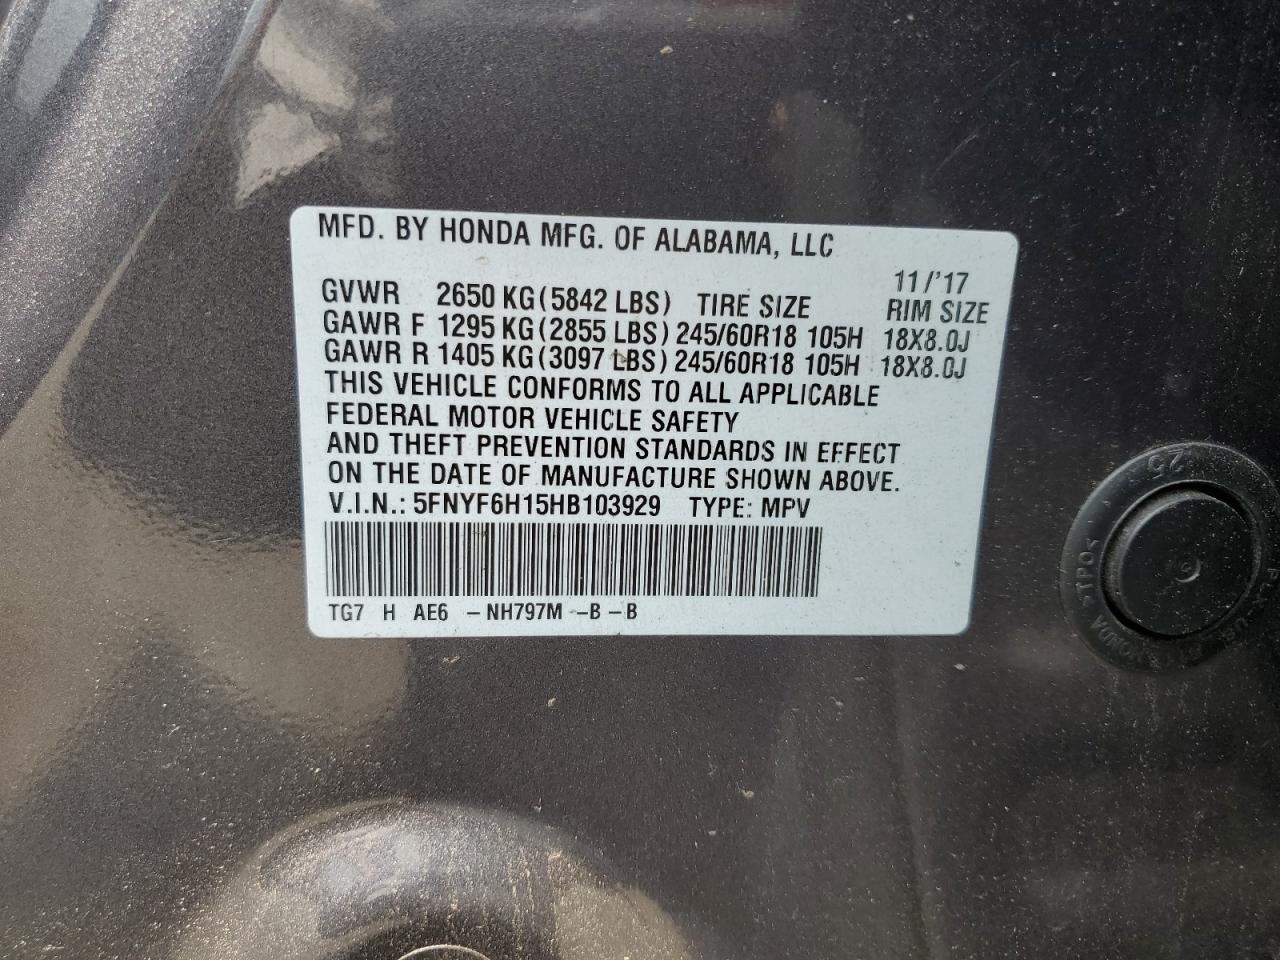 MFD. BY HONDA MFG. OF ALABAMA, LLC
11/'17
GVWR 2650 KG(5842 LBS) TIRE SIZE RIM SIZE
GAWR F 1295 KG(2855 LBS) 245/60R18 105H 18X8.0J
GAWR R 1405 KG(3097 LBS) 245/60R18 105H 18X8.0J
THIS VEHICLE CONFORMS TO ALL APPLICABLE
FEDERAL MOTOR VEHICLE SAFETY
AND THEFT PREVENTION STANDARDS IN EFFECT
ON THE DATE OF MANUFACTURE SHOWN ABOVE.
V.I.N.: 5FNYF6H15HB103929 TYPE: MPV
TG7 H AE6 -NH797M -B-B
25
>TPO<
HONDA